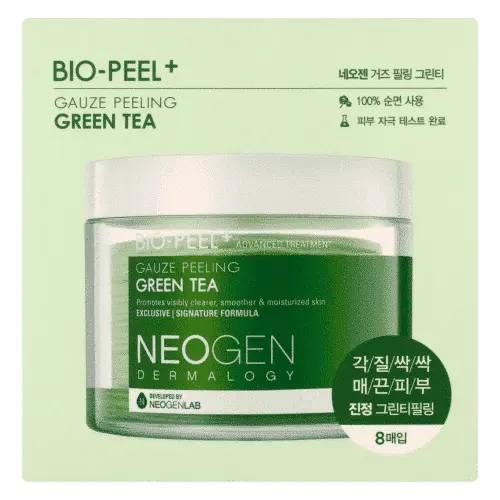 BIO-PEEL+
GAUZE PEELING
GREEN TEA
네오젠 거즈 필링 그린티
100% 순면 사용
피부 자극 테스트 완료
BIO-PEEL+ ADVANCED TREATMENT
GAUZE PEELING
GREEN TEA
Promotes visibly clearer, smoother & moisturized skin
EXCLUSIVE | SIGNATURE FORMULA
NEOGEN
DERMALOGY
N
DEVELOPED BY
NEOGENLAB
각/질/싹/싹
매/끈/피/부
진정 그린티필링
8매입